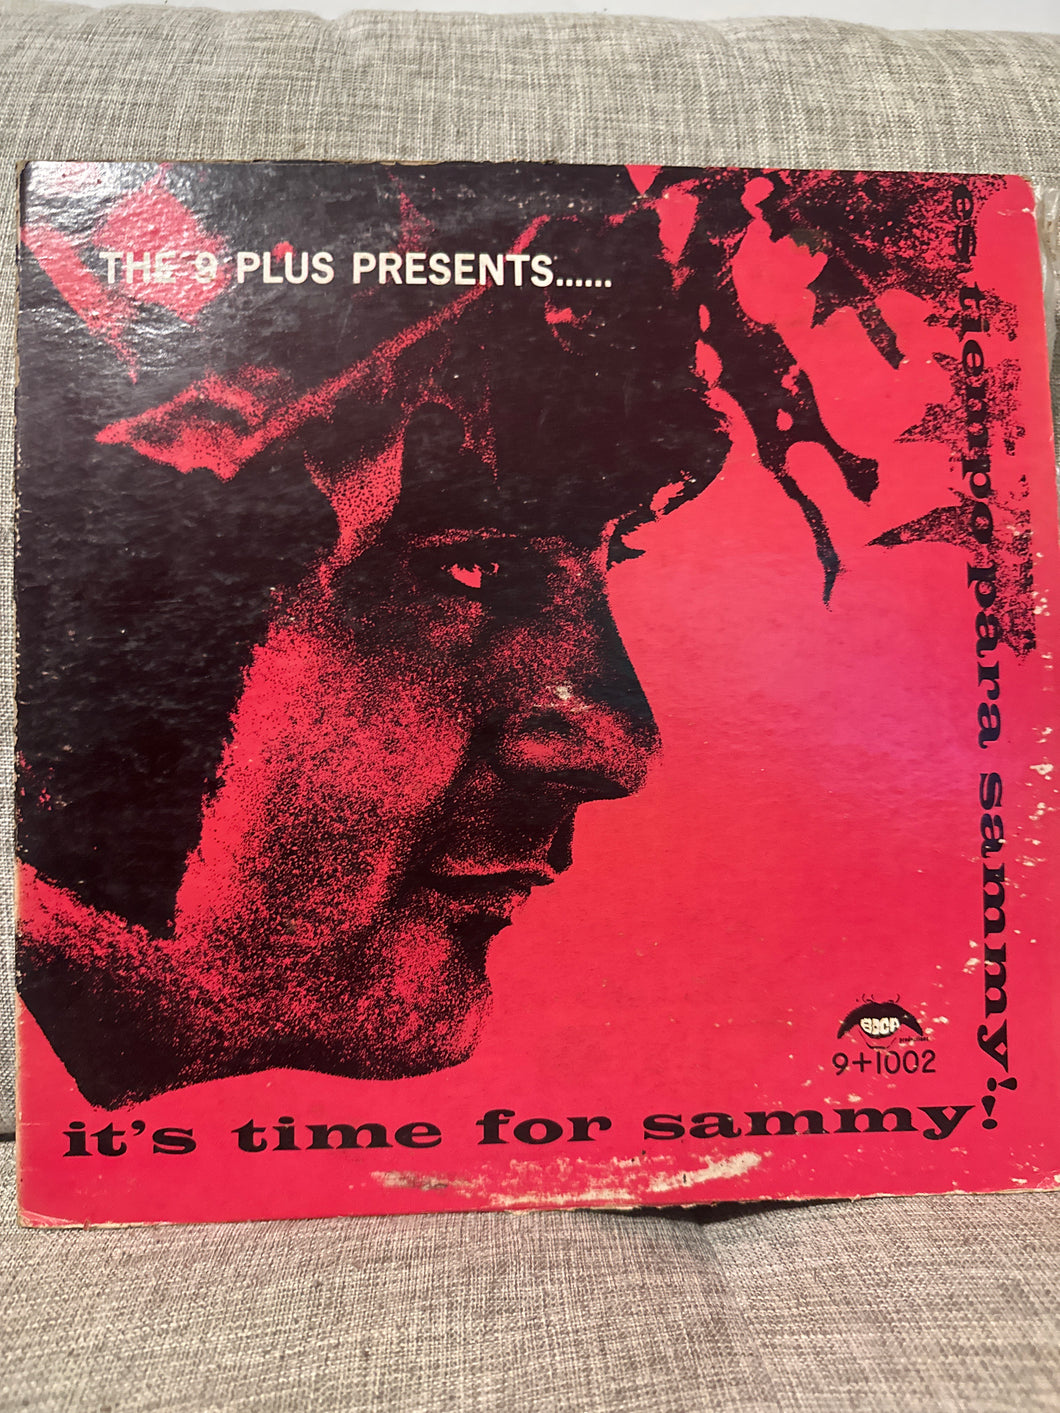 THE 9 PLUS PRESENTS......
es tiempo para sammy!
9+1002
it's time for sammy!